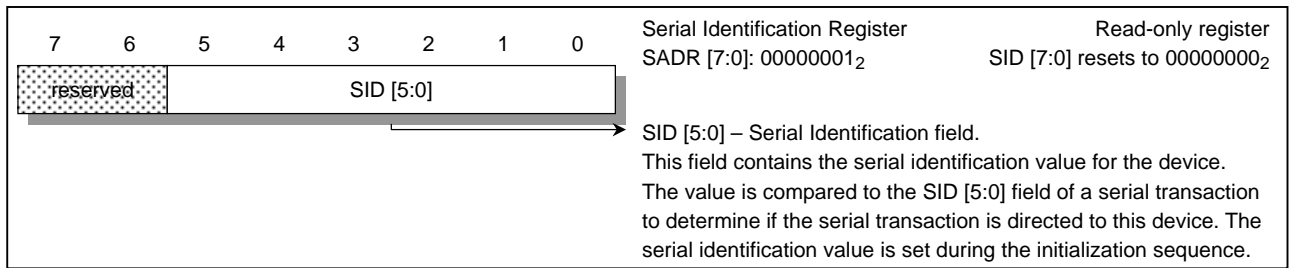 7 6 5 4 3 2 1 0
reserved SID [5:0]
Serial Identification Register Read-only register
SADR [7:0]: 00000001₂ SID [7:0] resets to 00000000₂
SID [5:0] – Serial Identification field.
This field contains the serial identification value for the device.
The value is compared to the SID [5:0] field of a serial transaction
to determine if the serial transaction is directed to this device. The
serial identification value is set during the initialization sequence.